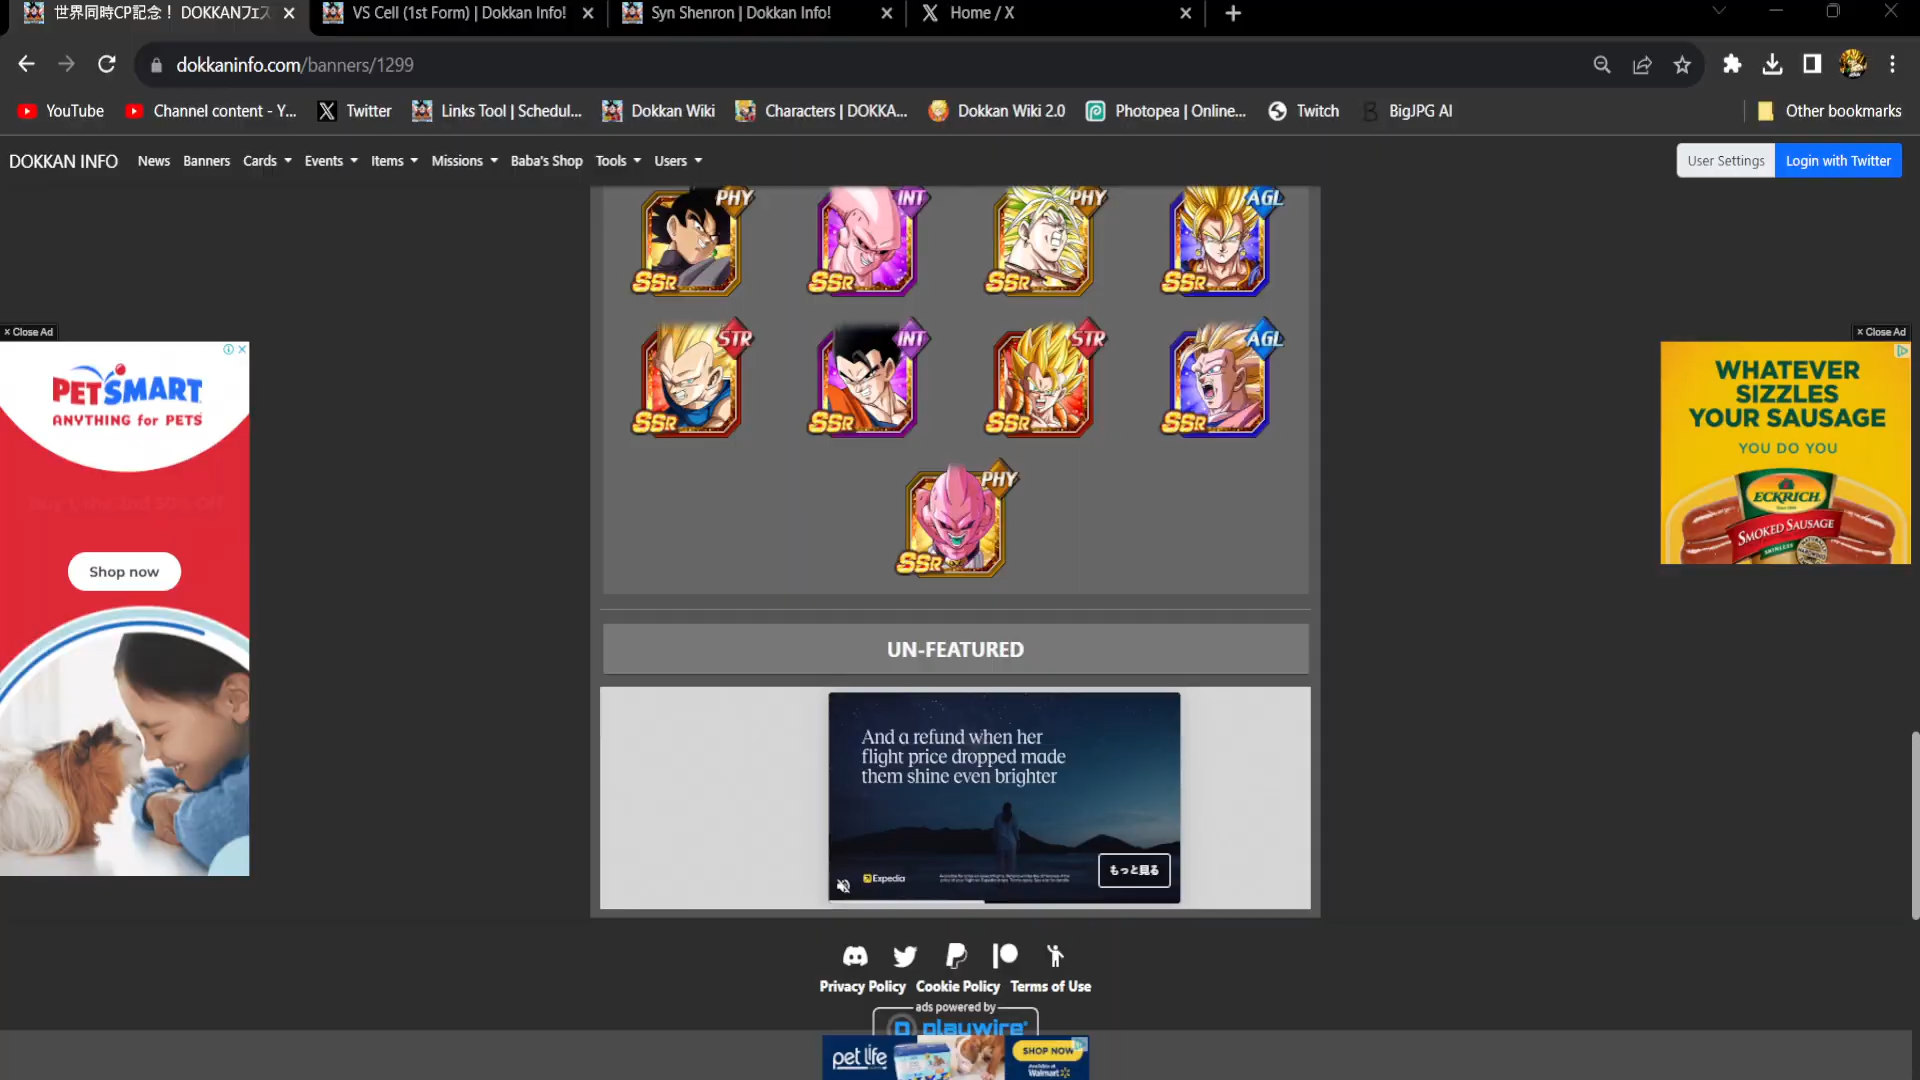 世界同時CP記念！ DOKKANフェス
VS Cell (1st Form) | Dokkan Info!
Syn Shenron | Dokkan Info!
Home / X
dokkaninfo.com/banners/1299
YouTube
Channel content - Y...
Twitter
Links Tool | Schedul...
Dokkan Wiki
Characters | DOKKA...
Dokkan Wiki 2.0
Photopea | Online...
Twitch
BigJPG AI
Other bookmarks
DOKKAN INFO
News
Banners
Cards
Events
Items
Missions
Baba's Shop
Tools
Users
User Settings
Login with Twitter
PHY
INT
PHY
AGL
SSR
SSR
SSR
SSR
STR
INT
STR
AGL
SSR
SSR
SSR
SSR
PHY
SSR
× Close Ad
PETSMART
ANYTHING for PETS
Shop now
× Close Ad
WHATEVER
SIZZLES
YOUR SAUSAGE
YOU DO YOU
ECKRICH
SMOKED SAUSAGE
SKINLESS
UN-FEATURED
And a refund when her
flight price dropped made
them shine even brighter
Expedia
もっと見る
Privacy Policy
Cookie Policy
Terms of Use
ads powered by
playwire
pet life
SHOP NOW
Available at
Walmart